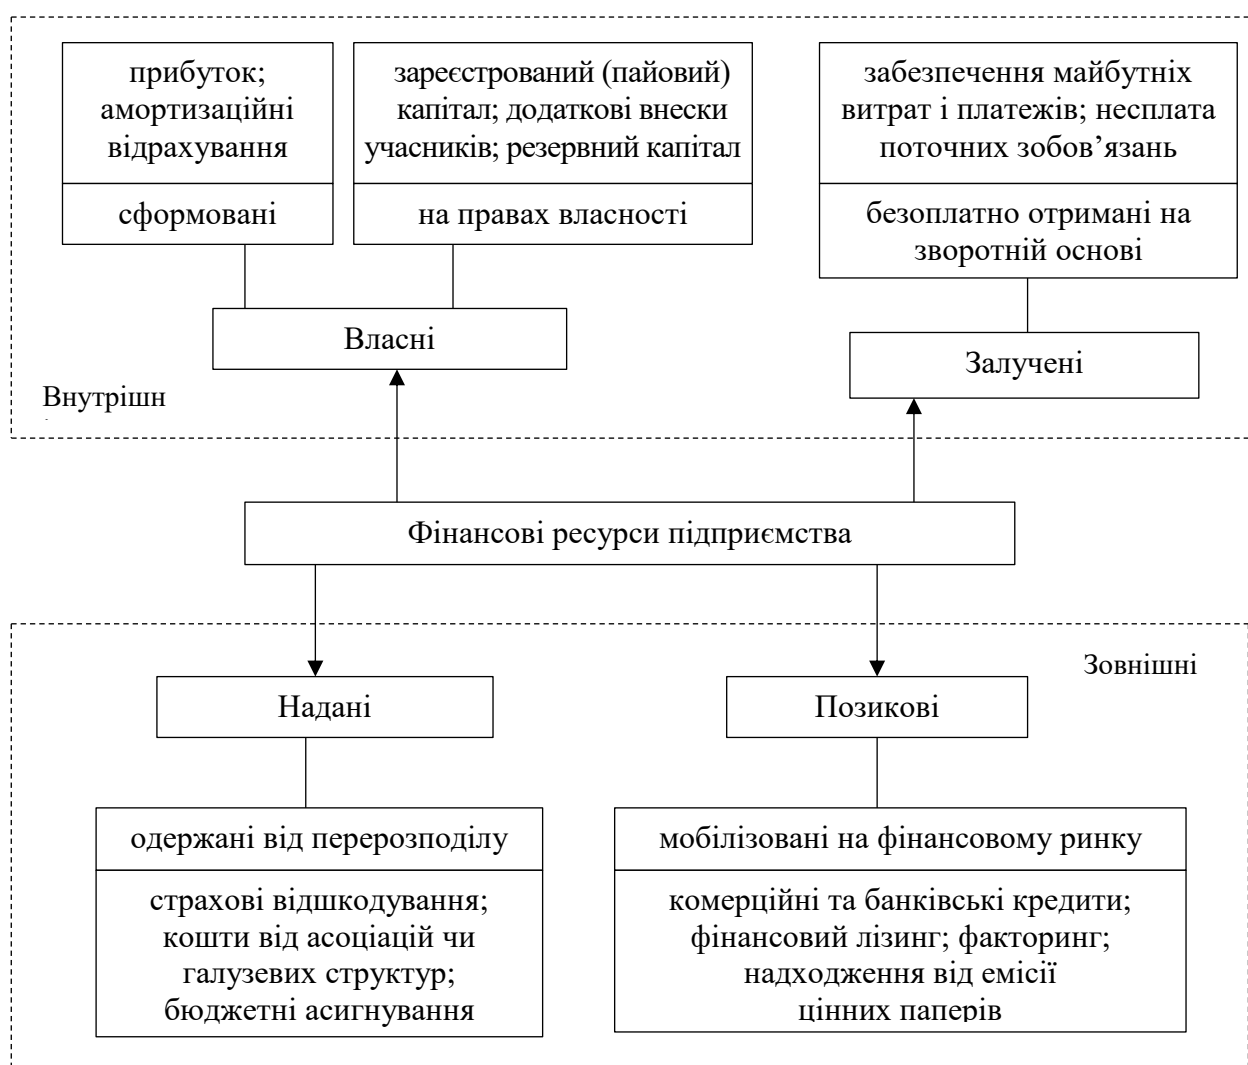 прибуток;
амортизаційні
відрахування
сформовані
зареєстрований (пайовий)
капітал; додаткові внески
учасників; резервний капітал
на правах власності
забезпечення майбутніх
витрат і платежів; несплата
поточних зобов’язань
безоплатно отримані на
зворотній основі
Власні
Залучені
Внутрішн
Фінансові ресурси підприємства
Зовнішні
Надані
Позикові
одержані від перерозподілу
страхові відшкодування;
кошти від асоціацій чи
галузевих структур;
бюджетні асигнування
мобілізовані на фінансовому ринку
комерційні та банківські кредити;
фінансовий лізинг; факторинг;
надходження від емісії
цінних паперів